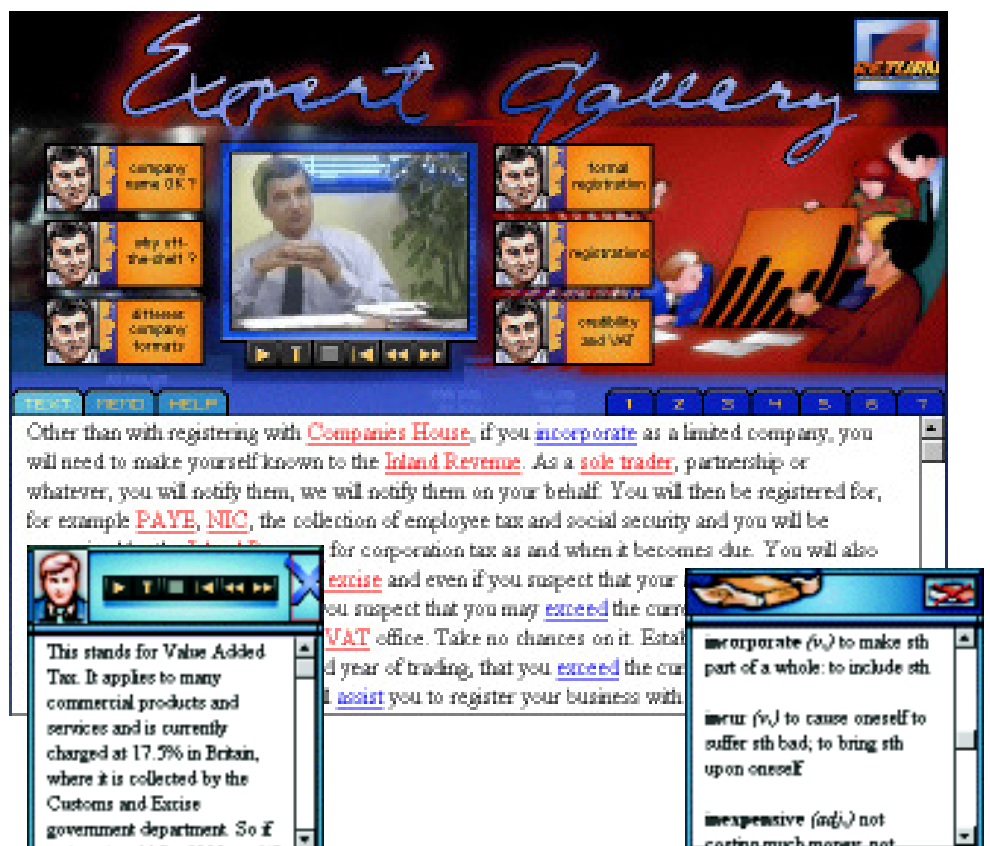 Expert Gallery
RETURN
company
name OK ?
why off-
the-shelf ?
different
company
formats
formal
registration
registrations
credibility
and VAT
T
TEXT MEMO HELP
1 2 3 4 5 6 7
Other than with registering with Companies House, if you incorporate as a limited company, you
will need to make yourself known to the Inland Revenue. As a sole trader, partnership or
whatever, you will notify them, we will notify them on your behalf. You will then be registered for,
for example PAYE, NIC, the collection of employee tax and social security and you will be
for corporation tax as and when it becomes due. You will also
excise and even if you suspect that your
ou suspect that you may exceed the curre
VAT office. Take no chances on it. Estab
d year of trading, that you exceed the cur
assist you to register your business with
T
This stands for Value Added
Tax. It applies to many
commercial products and
services and is currently
charged at 17.5% in Britain,
where it is collected by the
Customs and Excise
government department. So if
incorporate (v.) to make sth
part of a whole: to include sth
incur (v.) to cause oneself to
suffer sth bad; to bring sth
upon oneself
inexpensive (adj.) not
costing much money, not